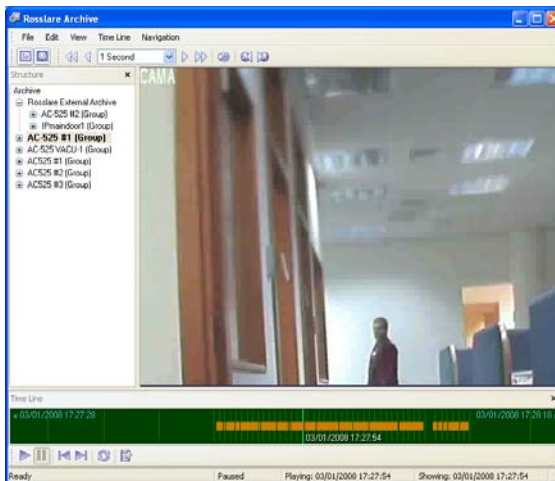 Rosslare Archive
File Edit View Time Line Navigation
1 Second
Structure
CAMA
Archive
Rosslare External Archive
AC-525 #2 (Group)
IPmaindoor1 (Group)
AC-525 #1 (Group)
AC-525 VACU-1 (Group)
AC525 #1 (Group)
AC525 #2 (Group)
AC525 #3 (Group)
Time Line
03/01/2008 17:27:28 03/01/2008 17:28:18
03/01/2008 17:27:54
Ready Paused Playing: 03/01/2008 17:27:54 Showing: 03/01/2008 17:27:54